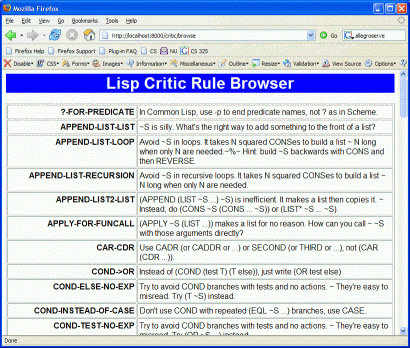 Mozilla Firefox
File Edit View Go Bookmarks Tools Help
http://localhost:8000/critic/browse
Go
allegroserve
Firefox Help Firefox Support Plug-in FAQ CS NU CS 325
Disable CSS Forms Images Information Miscellaneous Outline Resize Validation View Source Options
Lisp Critic Rule Browser
?-FOR-PREDICATE In Common Lisp, use -p to end predicate names, not ? as in Scheme.
APPEND-LIST-LIST ~S is silly. What's the right way to add something to the front of a list?
APPEND-LIST-LOOP Avoid ~S in loops. It takes N squared CONSes to build a list ~ N long
when only N are needed.~%~ Hint: build ~S backwards with CONS and
then REVERSE.
APPEND-LIST-RECURSION Avoid ~S in recursive loops. It takes N squared CONSes to build a list ~
N long when only N are needed.
APPEND-LIST2-LIST (APPEND (LIST ~S ...) ~S) is inefficient. It makes a list then copies it. ~
Instead, do (CONS ~S (CONS ... ~S)) or (LIST* ~S ... ~S).
APPLY-FOR-FUNCALL (APPLY ~S (LIST ...)) makes a list for no reason. How can you call ~ ~S
with those arguments directly?
CAR-CDR Use CADR (or CADDR or ...) or SECOND (or THIRD or ...), not (CAR
(CDR ...)).
COND->OR Instead of (COND (test T) (T else)), just write (OR test else)
COND-ELSE-NO-EXP Try to avoid COND branches with tests and no actions. ~ They're easy to
misread. Try (T ~S) instead.
COND-INSTEAD-OF-CASE Don't use COND with repeated (EQL ~S ...) branches, use CASE.
COND-TEST-NO-EXP Try to avoid COND branches with tests and no actions. ~ They're easy to
misread. Try (OR ~S) instead.
Done